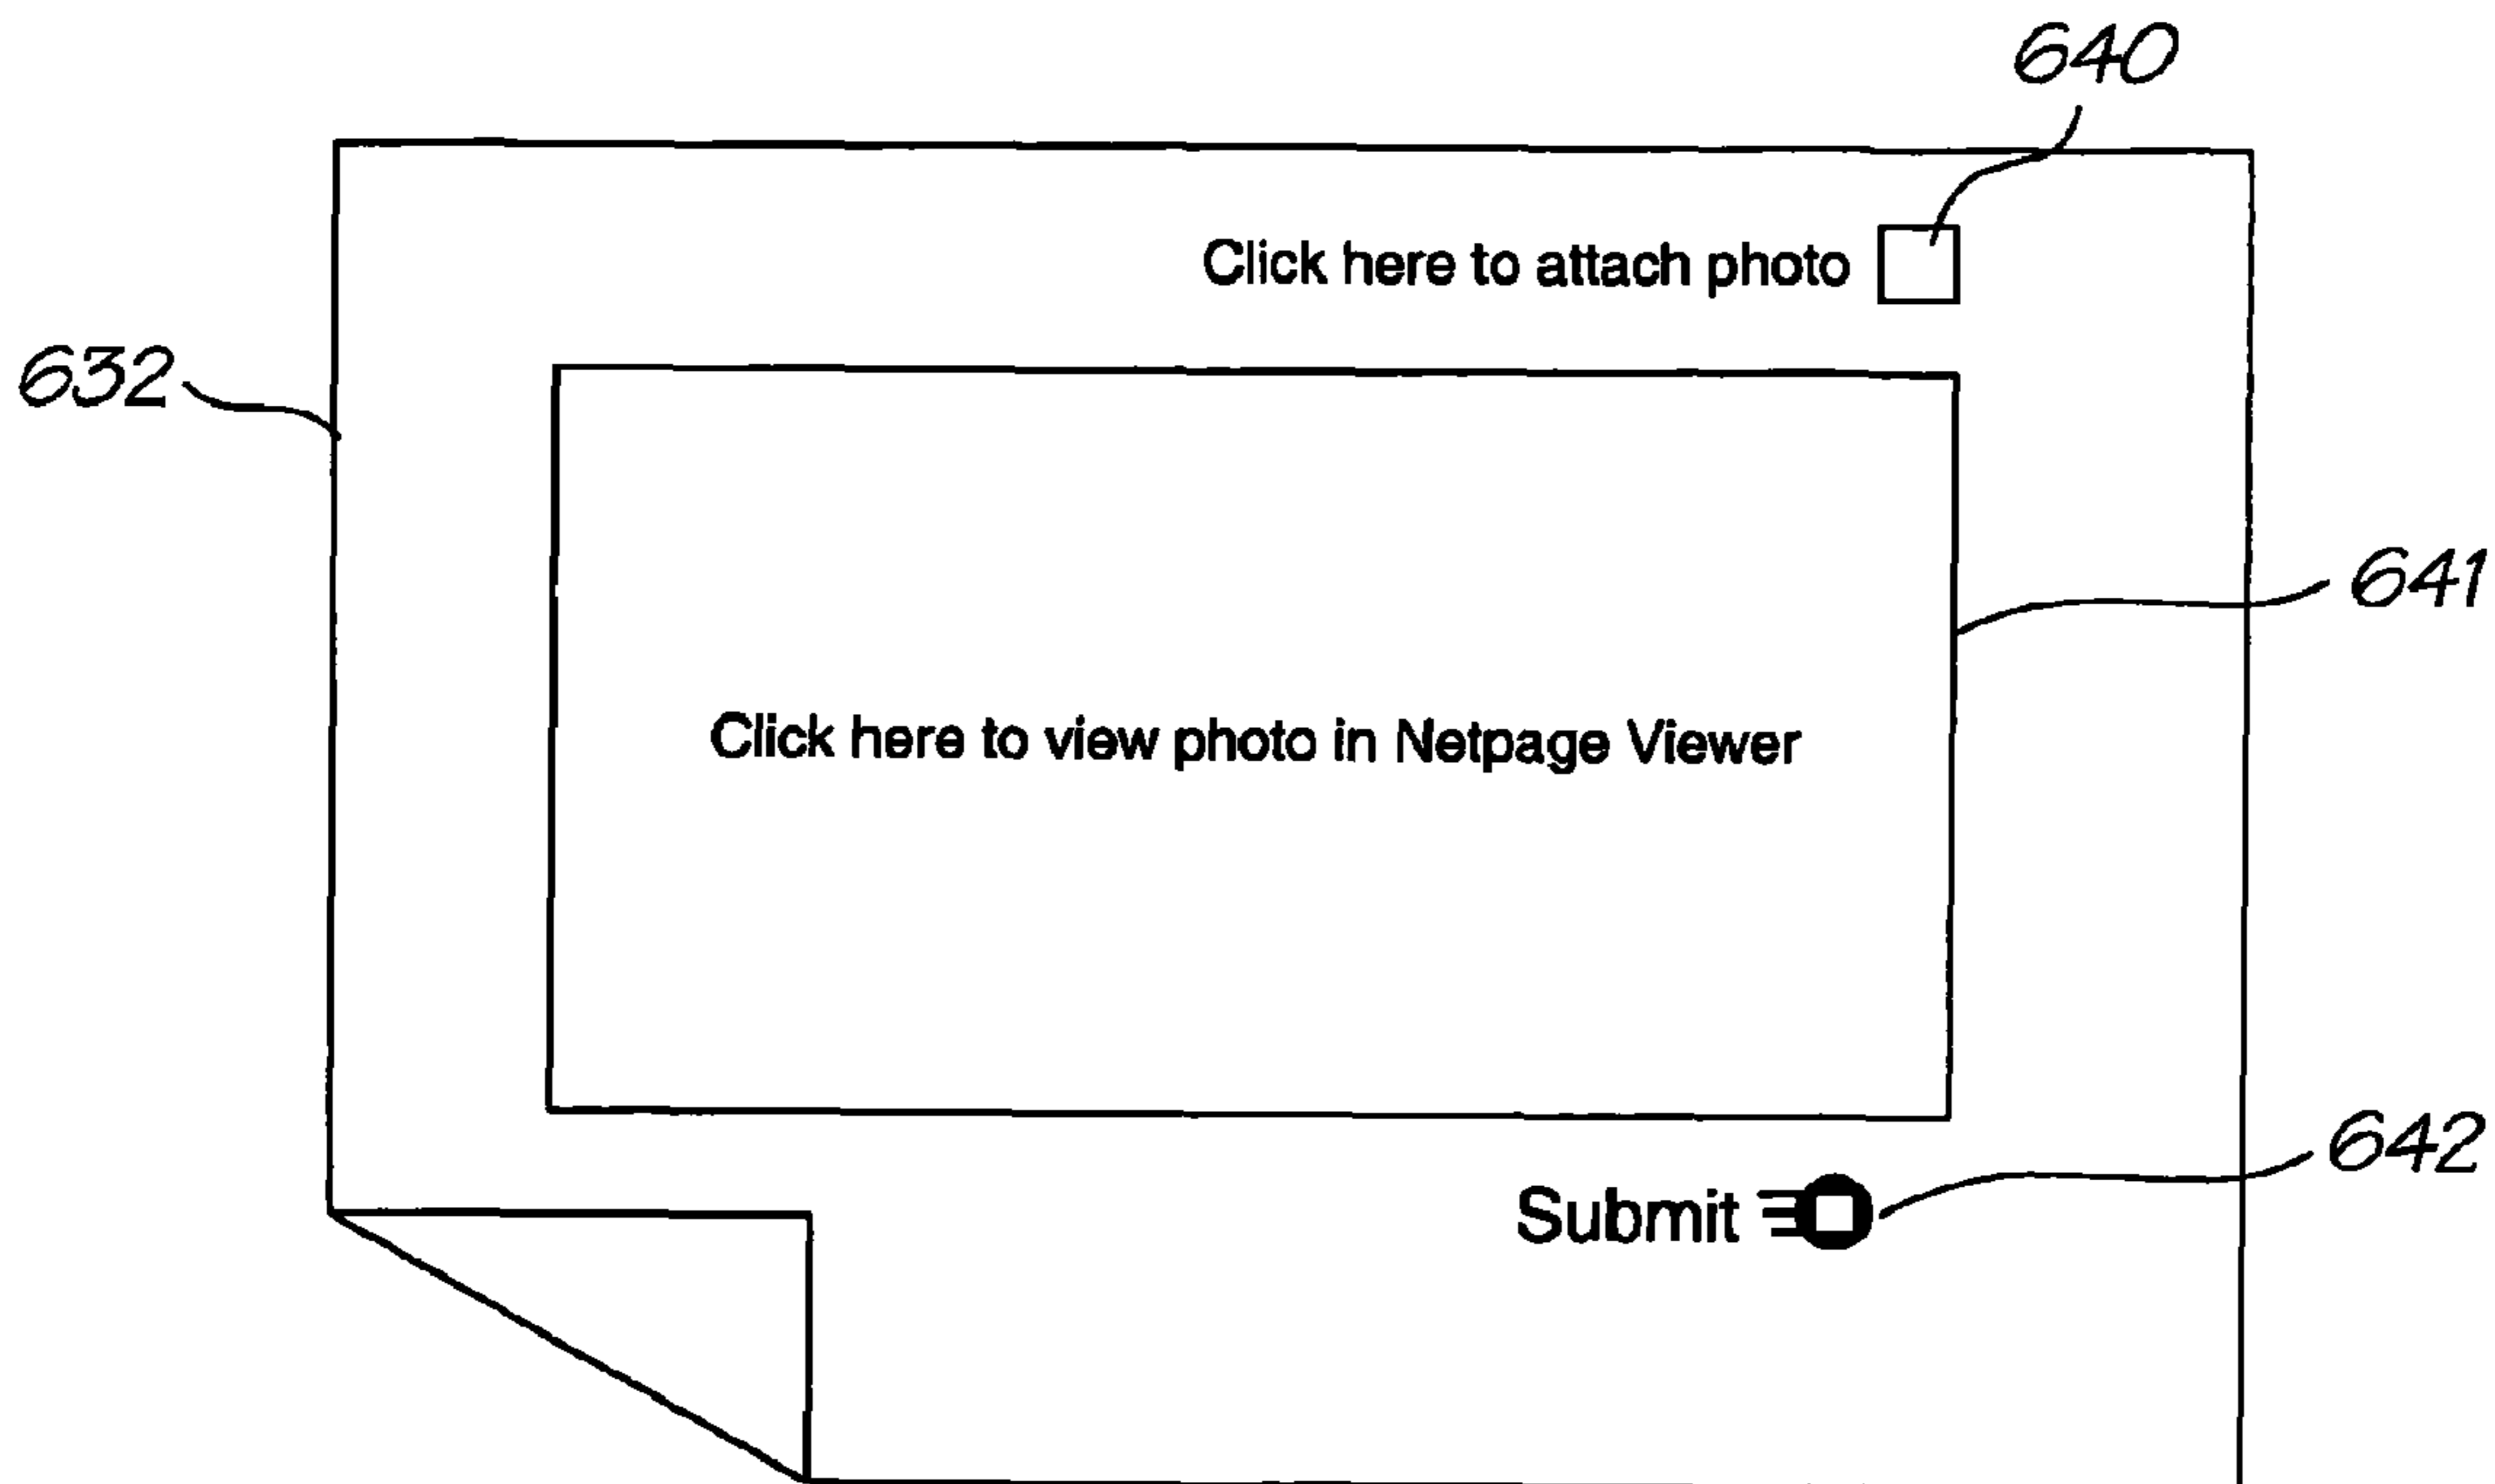 640
Click here to attach photo
632
641
Click here to view photo in Netpage Viewer
642
Submit